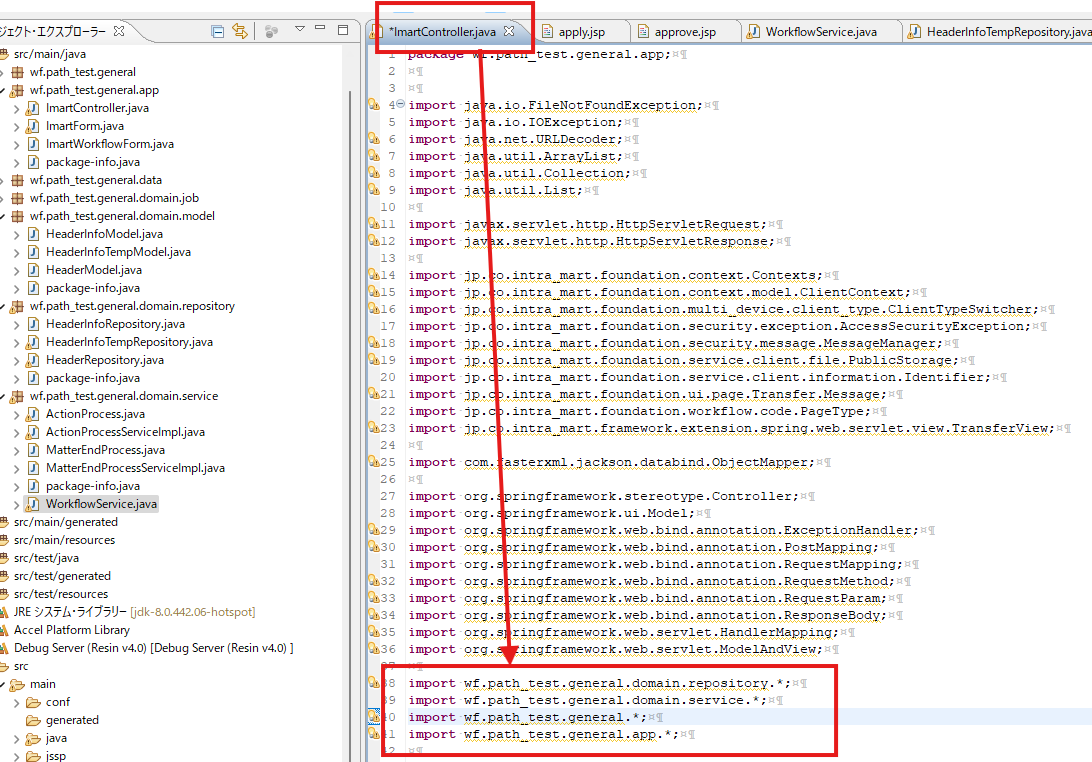 ジェクト・エクスプローラー
src/main/java
wf.path_test.general
wf.path_test.general.app
ImartController.java
ImartForm.java
ImartWorkflowForm.java
package-info.java
wf.path_test.general.data
wf.path_test.general.domain.job
wf.path_test.general.domain.model
HeaderInfoModel.java
HeaderInfoTempModel.java
HeaderModel.java
package-info.java
wf.path_test.general.domain.repository
HeaderInfoRepository.java
HeaderInfoTempRepository.java
HeaderRepository.java
package-info.java
wf.path_test.general.domain.service
ActionProcess.java
ActionProcessServiceImpl.java
MatterEndProcess.java
MatterEndProcessServiceImpl.java
package-info.java
WorkflowService.java
src/main/generated
src/main/resources
src/test/java
src/test/generated
src/test/resources
JRE システム・ライブラリー [jdk-8.0.442.06-hotspot]
Accel Platform Library
Debug Server (Resin v4.0) [Debug Server (Resin v4.0) ]
src
main
conf
generated
java
jssp
*ImartController.java apply.jsp approve.jsp WorkflowService.java HeaderInfoTempRepository.java
1 package wf.path_test.general.app;
2
3
4 import java.io.FileNotFoundException;
5 import java.io.IOException;
6 import java.net.URLDecoder;
7 import java.util.ArrayList;
8 import java.util.Collection;
9 import java.util.List;
10
11 import javax.servlet.http.HttpServletRequest;
12 import javax.servlet.http.HttpServletResponse;
13
14 import jp.co.intra_mart.foundation.context.Contexts;
15 import jp.co.intra_mart.foundation.context.model.ClientContext;
16 import jp.co.intra_mart.foundation.multi_device.client_type.ClientTypeSwitcher;
17 import jp.co.intra_mart.foundation.security.exception.AccessSecurityException;
18 import jp.co.intra_mart.foundation.security.message.MessageManager;
19 import jp.co.intra_mart.foundation.service.client.file.PublicStorage;
20 import jp.co.intra_mart.foundation.service.client.information.Identifier;
21 import jp.co.intra_mart.foundation.ui.page.Transfer.Message;
22 import jp.co.intra_mart.foundation.workflow.code.PageType;
23 import jp.co.intra_mart.framework.extension.spring.web.servlet.view.TransferView;
24
25 import com.fasterxml.jackson.databind.ObjectMapper;
26
27 import org.springframework.stereotype.Controller;
28 import org.springframework.ui.Model;
29 import org.springframework.web.bind.annotation.ExceptionHandler;
30 import org.springframework.web.bind.annotation.PostMapping;
31 import org.springframework.web.bind.annotation.RequestMapping;
32 import org.springframework.web.bind.annotation.RequestMethod;
33 import org.springframework.web.bind.annotation.RequestParam;
34 import org.springframework.web.bind.annotation.ResponseBody;
35 import org.springframework.web.servlet.HandlerMapping;
36 import org.springframework.web.servlet.ModelAndView;
37
38 import wf.path_test.general.domain.repository.*;
39 import wf.path_test.general.domain.service.*;
40 import wf.path_test.general.*;
41 import wf.path_test.general.app.*;
42